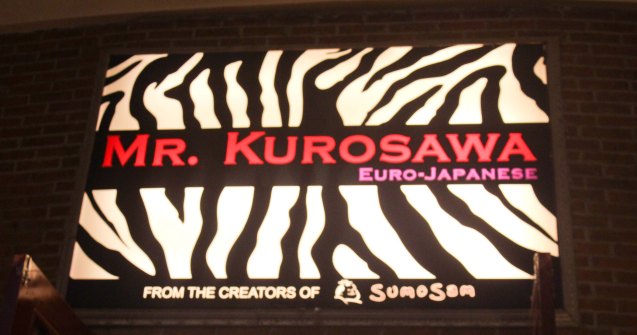 MR. KUROSAWA
EURO-JAPANESE
FROM THE CREATORS OF SUMOSAM